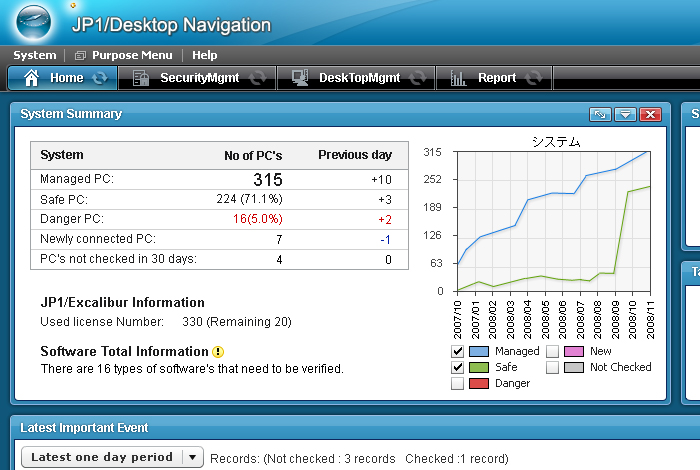 JP1/Desktop Navigation
System Purpose Menu Help
Home SecurityMgmt DeskTopMgmt Report
System Summary
S
System No of PC's Previous day
Managed PC: 315 +10
Safe PC: 224 (71.1%) +3
Danger PC: 16(5.0%) +2
Newly connected PC: 7 -1
PC's not checked in 30 days: 4 0
JP1/Excalibur Information
Used license Number: 330 (Remaining 20)
Software Total Information
There are 16 types of software's that need to be verified.
システム
315
252
189
126
63
0
2007/10 2007/01 2008/02 2008/03 2008/04 2008/05 2008/06 2008/07 2008/08 2008/09 2008/10 2008/11
Managed New
Safe Not Checked
Danger
Ta
Latest Important Event
Latest one day period Records: (Not checked : 3 records Checked :1 record)